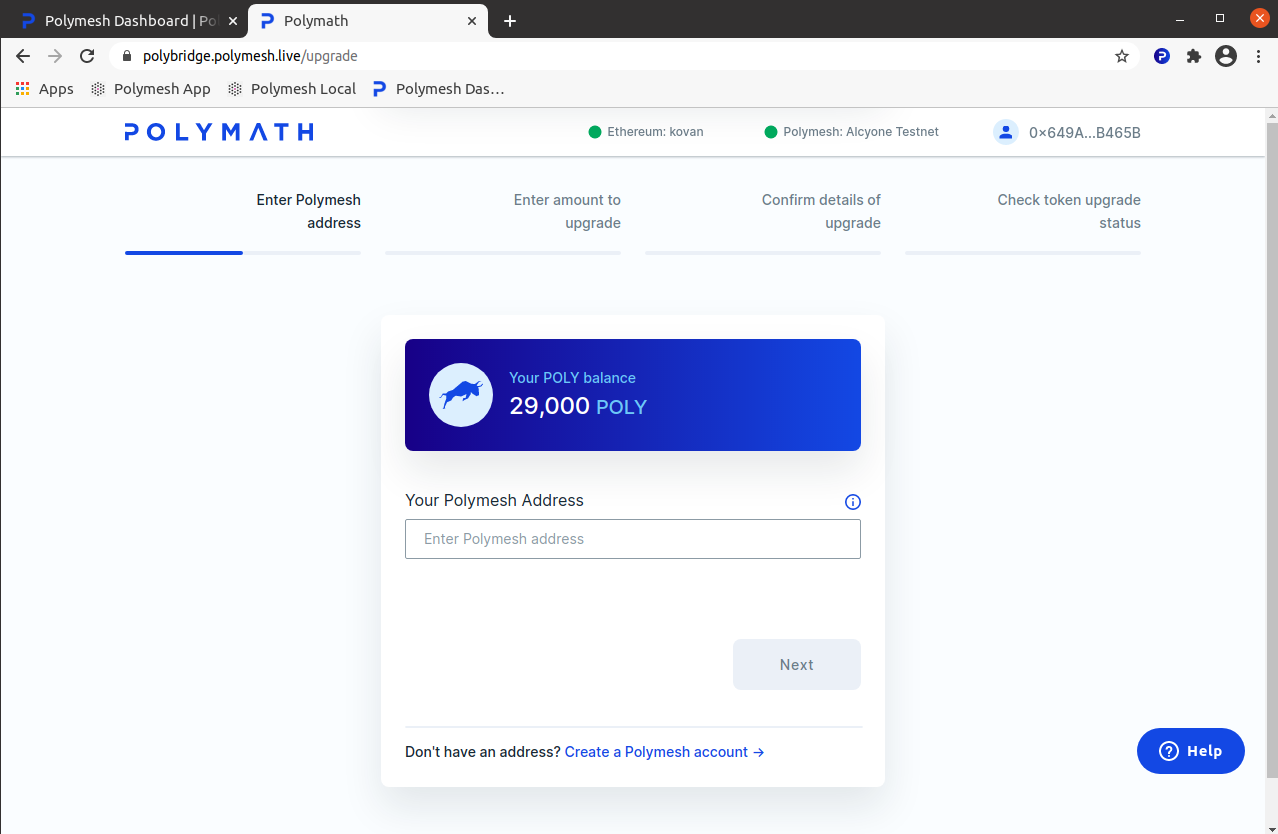 Polymesh Dashboard | Po
Polymath
polybridge.polymesh.live/upgrade
Apps
Polymesh App
Polymesh Local
Polymesh Das…
POLYMATH
Ethereum: kovan
Polymesh: Alcyone Testnet
0×649A...B465B
Enter Polymesh
address
Enter amount to
upgrade
Confirm details of
upgrade
Check token upgrade
status
Your POLY balance
29,000 POLY
Your Polymesh Address
Enter Polymesh address
Next
Don't have an address? Create a Polymesh account →
Help